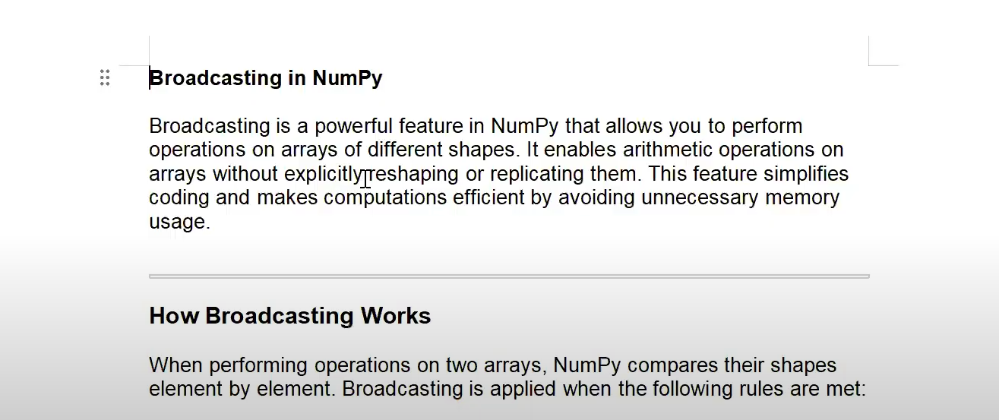 Broadcasting in NumPy
Broadcasting is a powerful feature in NumPy that allows you to perform
operations on arrays of different shapes. It enables arithmetic operations on
arrays without explicitly reshaping or replicating them. This feature simplifies
coding and makes computations efficient by avoiding unnecessary memory
usage.
How Broadcasting Works
When performing operations on two arrays, NumPy compares their shapes
element by element. Broadcasting is applied when the following rules are met: